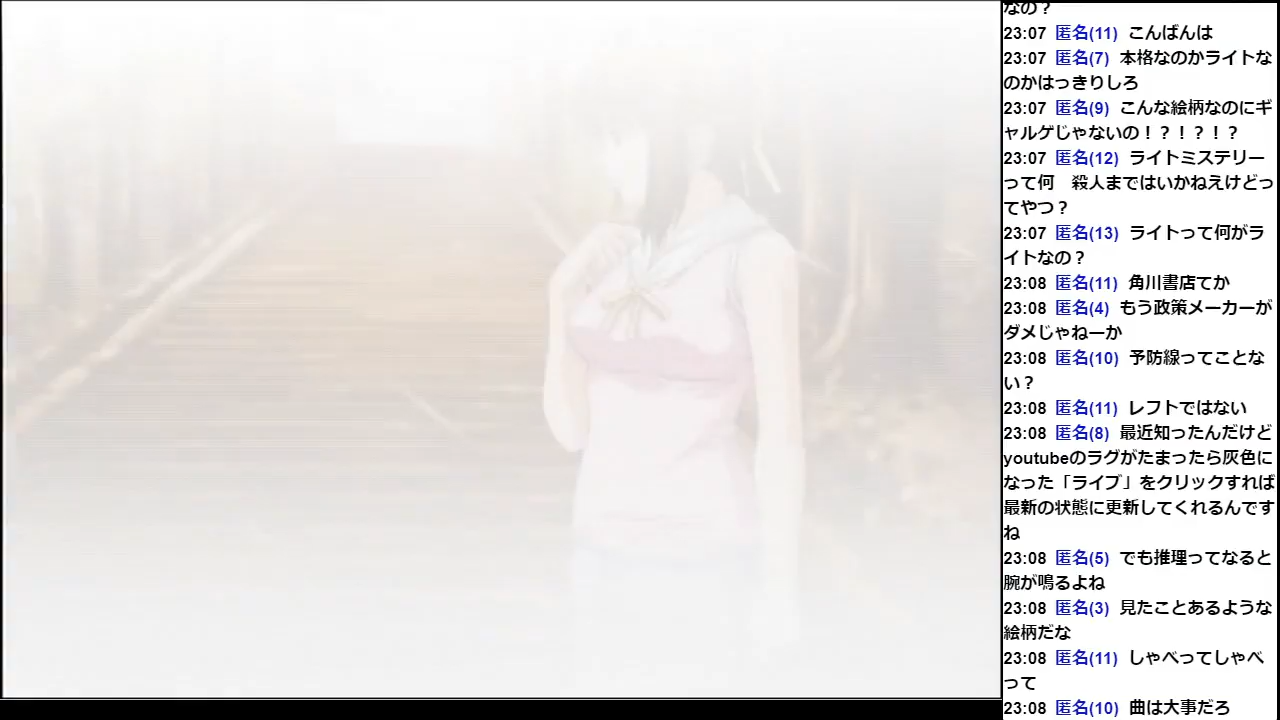 なの？
23:07 匿名(11) こんばんは
23:07 匿名(7) 本格なのかライトな
のかはっきりしろ
23:07 匿名(9) こんな絵柄なのにギ
ャルゲじゃないの！？！？！？
23:07 匿名(12) ライトミステリー
って何　殺人まではいかねえけどっ
てやつ？
23:07 匿名(13) ライトって何がラ
イトなの？
23:08 匿名(11) 角川書店てか
23:08 匿名(4) もう政策メーカーが
ダメじゃねーか
23:08 匿名(10) 予防線ってことな
い？
23:08 匿名(11) レフトではない
23:08 匿名(8) 最近知ったんだけど
youtubeのラグがたまったら灰色に
なった「ライブ」をクリックすれば
最新の状態に更新してくれるんです
ね
23:08 匿名(5) でも推理ってなると
腕が鳴るよね
23:08 匿名(3) 見たことあるような
絵柄だな
23:08 匿名(11) しゃべってしゃべ
って
23:08 匿名(10) 曲は大事だろ